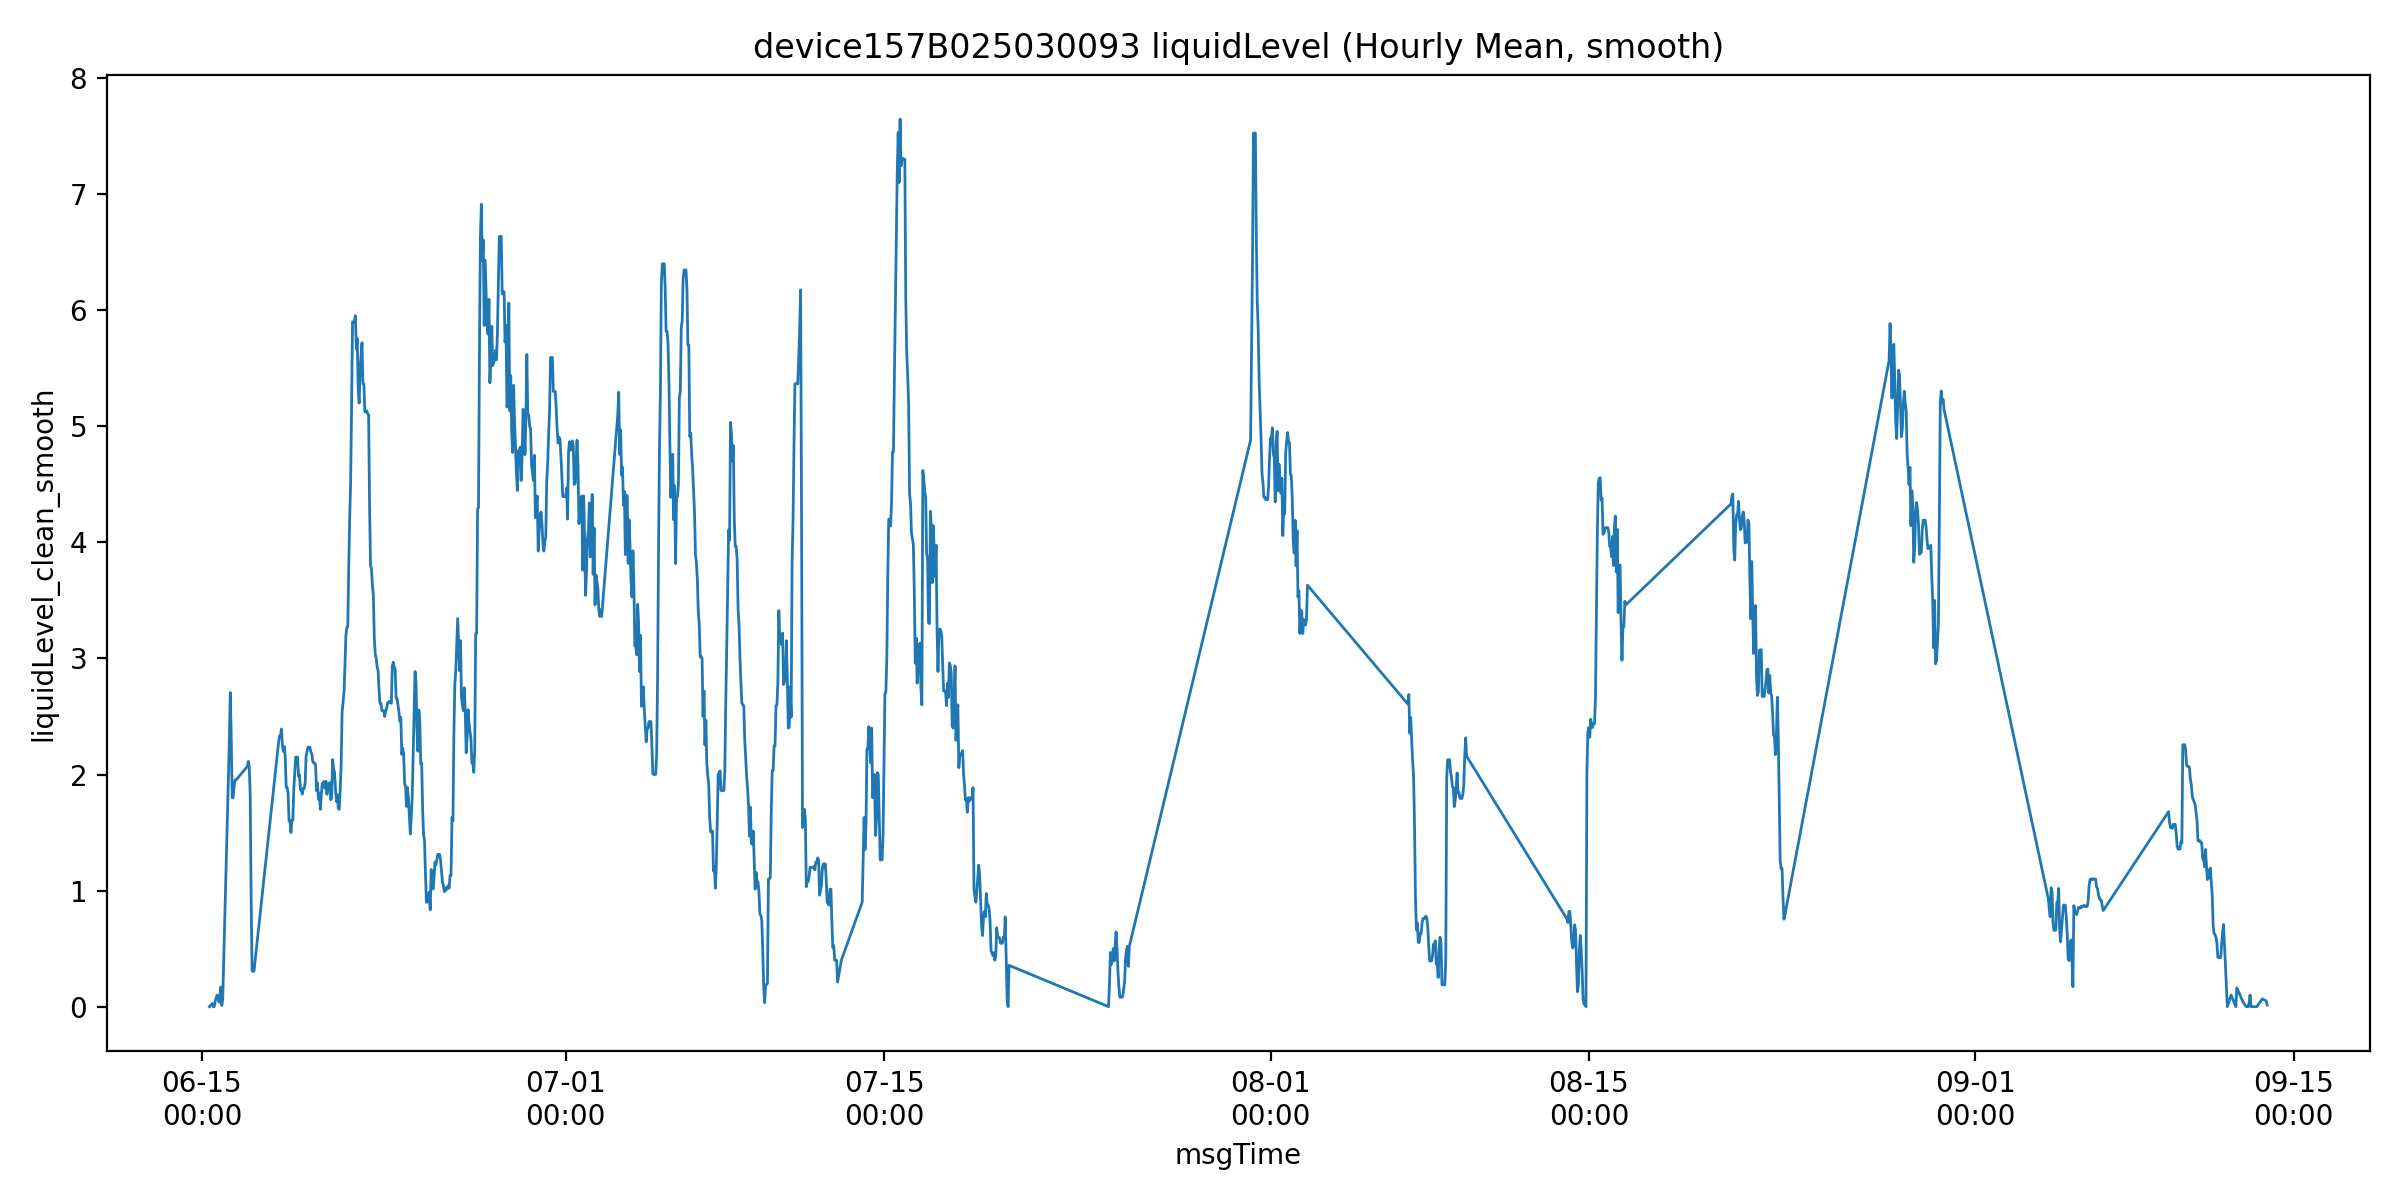 device157B025030093 liquidLevel (Hourly Mean, smooth)
liquidLevel_clean_smooth
8
7
6
5
4
3
2
1
0
06-15 07-01 07-15 08-01 08-15 09-01 09-15
00:00 00:00 00:00 00:00 00:00 00:00 00:00
msgTime